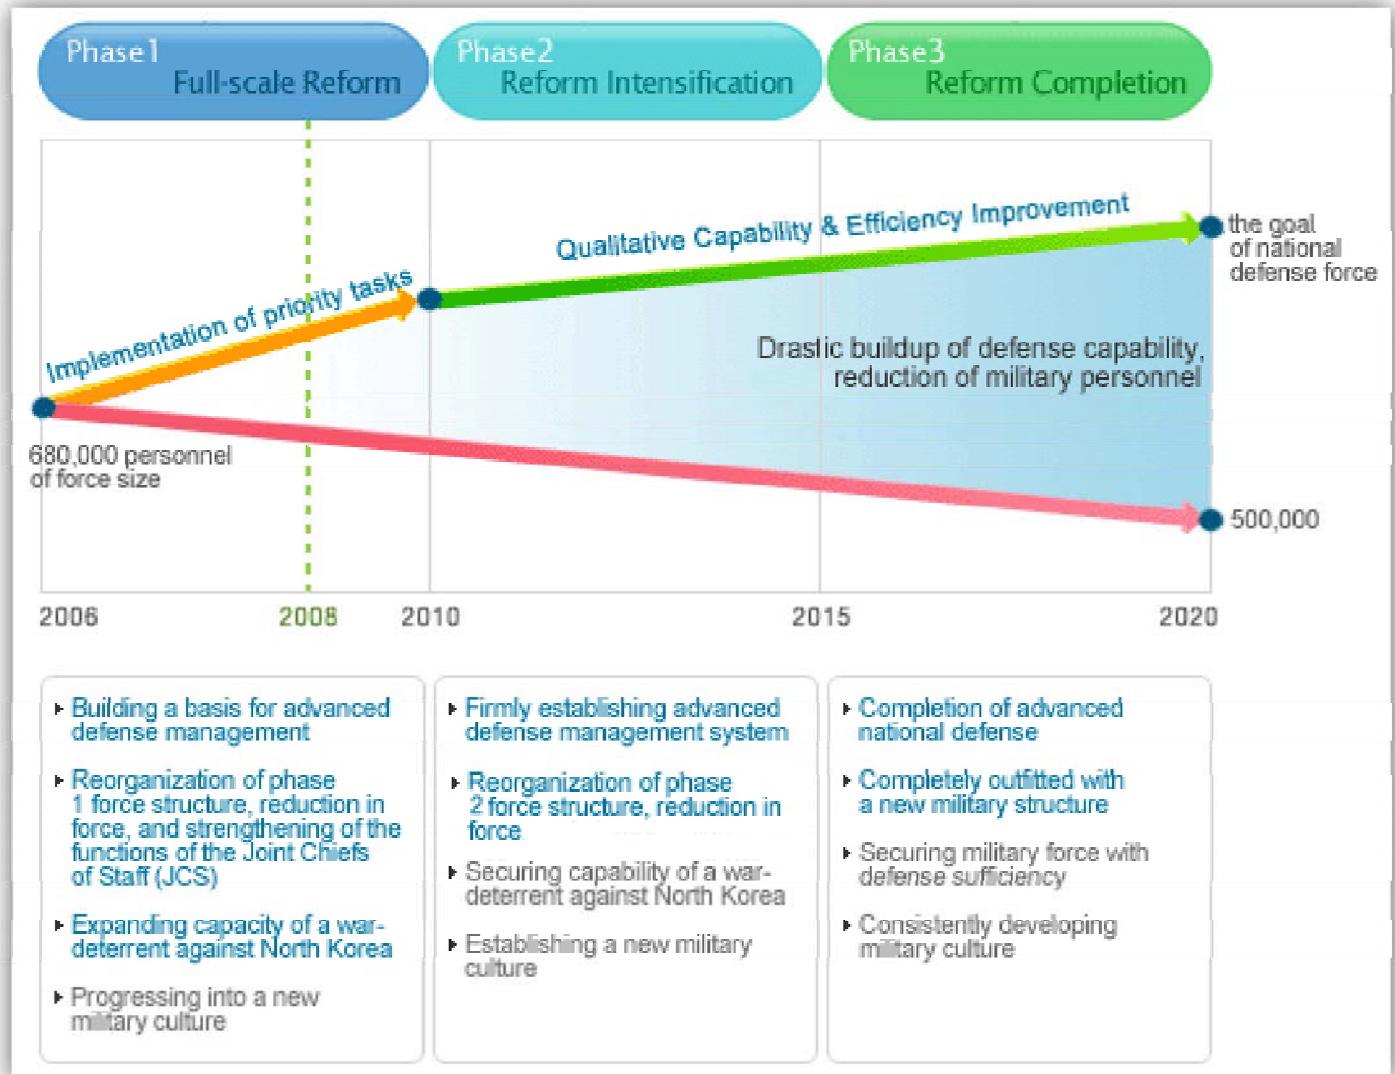 Phase1
Full-scale Reform
Phase2
Reform Intensification
Phase3
Reform Completion
Implementation of priority tasks
Qualitative Capability & Efficiency Improvement
the goal
of national
defense force
Drastic buildup of defense capability,
reduction of military personnel
680,000 personnel
of force size
500,000
2006
2008
2010
2015
2020
Building a basis for advanced
defense management
Reorganization of phase
1 force structure, reduction in
force, and strengthening of the
functions of the Joint Chiefs
of Staff (JCS)
Expanding capacity of a war-
deterrent against North Korea
Progressing into a new
military culture
Firmly establishing advanced
defense management system
Reorganization of phase
2 force structure, reduction in
force
Securing capability of a war-
deterrent against North Korea
Establishing a new military
culture
Completion of advanced
national defense
Completely outfitted with
a new military structure
Securing military force with
defense sufficiency
Consistently developing
military culture